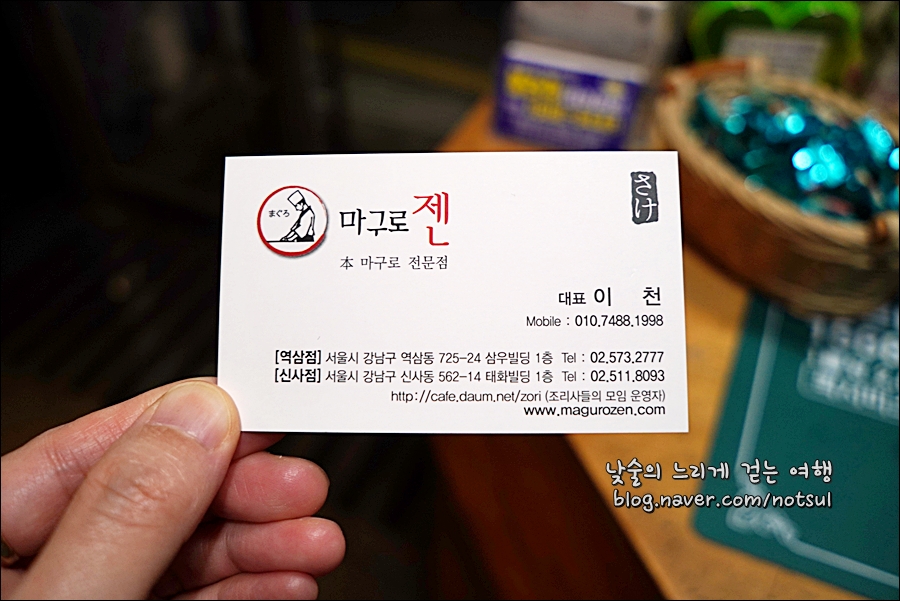 まぐろ
마구로 젠
本 마구로 전문점
さけ
대표 이 천
Mobile : 010.7488.1998
[역삼점] 서울시 강남구 역삼동 725-24 삼우빌딩 1층 Tel : 02.573.2777
[신사점] 서울시 강남구 신사동 562-14 태화빌딩 1층 Tel : 02.511.8093
http://cafe.daum.net/zori (조리사들의 모임 운영자)
www.magurozen.com
낮술의 느리게 걷는 여행
blog.naver.com/notsul